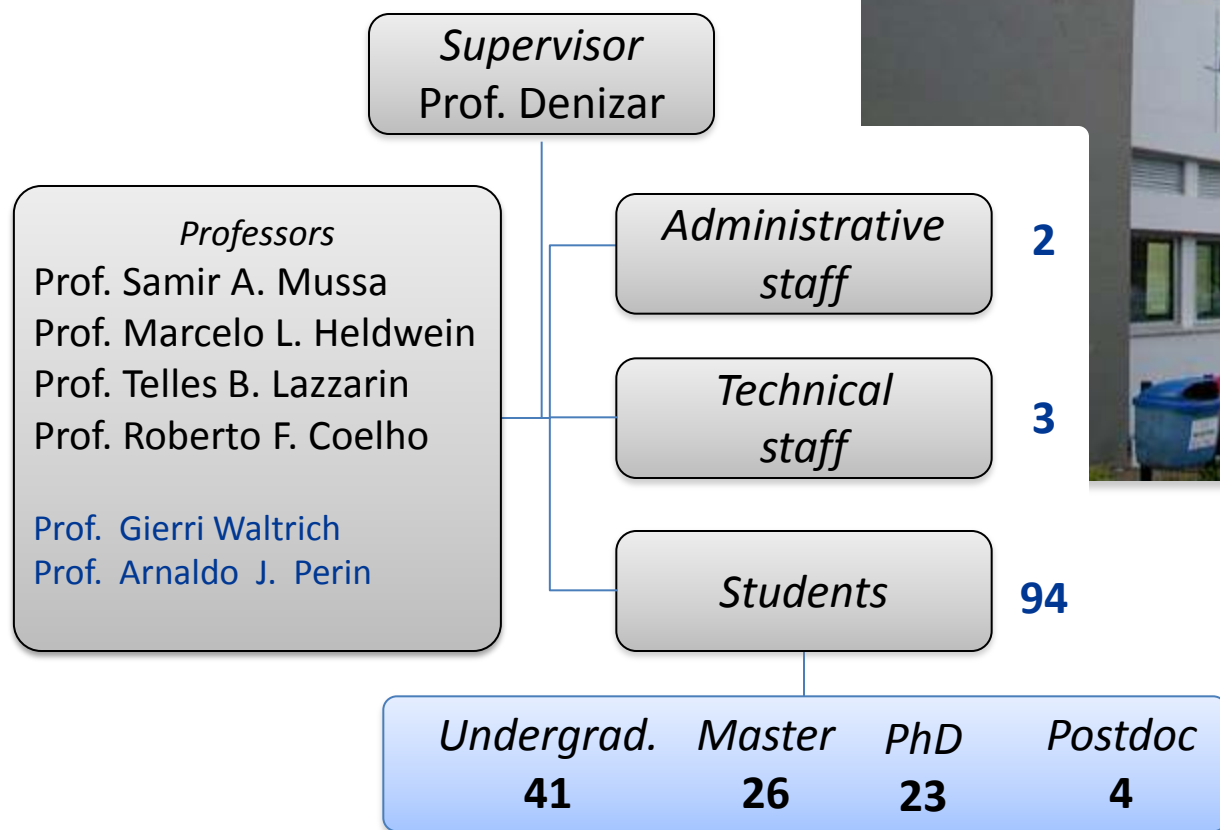 Supervisor
Prof. Denizar
Professors
Prof. Samir A. Mussa
Prof. Marcelo L. Heldwein
Prof. Telles B. Lazzarin
Prof. Roberto F. Coelho
Prof. Gierri Waltrich
Prof. Arnaldo J. Perin
Administrative
staff
2
Technical
staff
3
Students
94
Undergrad. Master PhD Postdoc
41 26 23 4